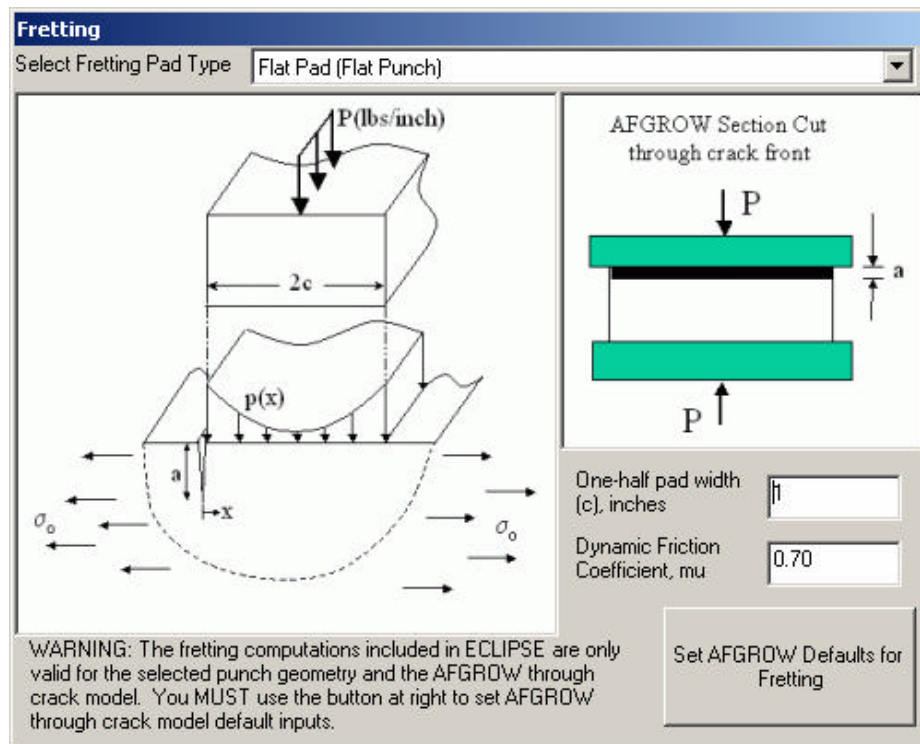 Fretting
Select Fretting Pad Type
Flat Pad (Flat Punch)
P(lbs/inch)
2c
p(x)
a
x
σo
σo
AFGROW Section Cut
through crack front
P
a
P
One-half pad width
(c), inches
1
Dynamic Friction
Coefficient, mu
0.70
WARNING: The fretting computations included in ECLIPSE are only
valid for the selected punch geometry and the AFGROW through
crack model. You MUST use the button at right to set AFGROW
through crack model default inputs.
Set AFGROW Defaults for
Fretting